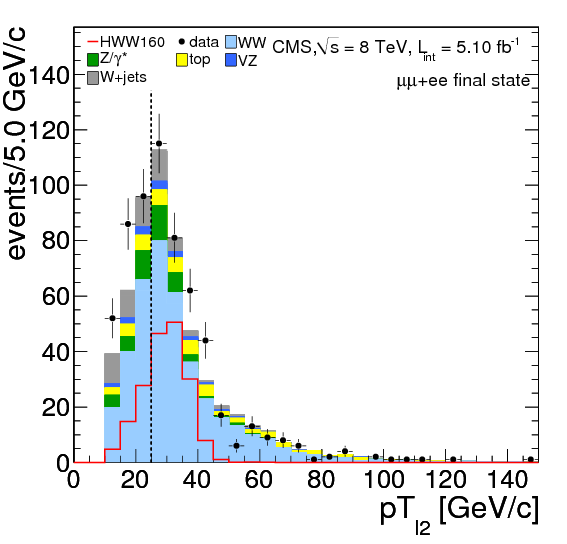 HWW160 data WW
Z/γ* top VZ
W+jets
CMS,√s = 8 TeV, L_int = 5.10 fb⁻¹
μμ+ee final state
events/5.0 GeV/c
140
120
100
80
60
40
20
0
0 20 40 60 80 100 120 140
pT_l2 [GeV/c]